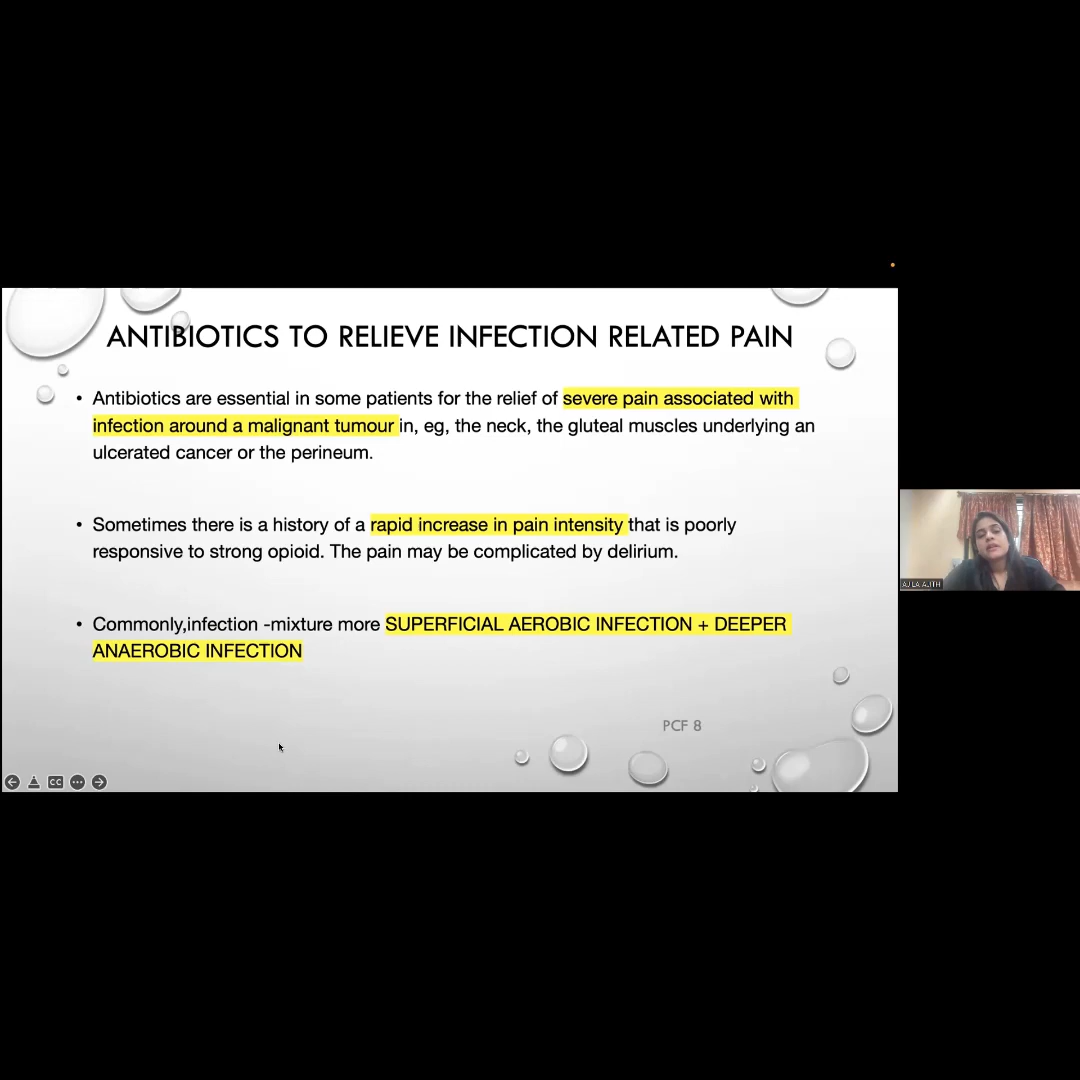 ANTIBIOTICS TO RELIEVE INFECTION RELATED PAIN
• Antibiotics are essential in some patients for the relief of severe pain associated with
infection around a malignant tumour in, eg, the neck, the gluteal muscles underlying an
ulcerated cancer or the perineum.
• Sometimes there is a history of a rapid increase in pain intensity that is poorly
responsive to strong opioid. The pain may be complicated by delirium.
• Commonly,infection -mixture more SUPERFICIAL AEROBIC INFECTION + DEEPER
ANAEROBIC INFECTION
PCF 8
CC